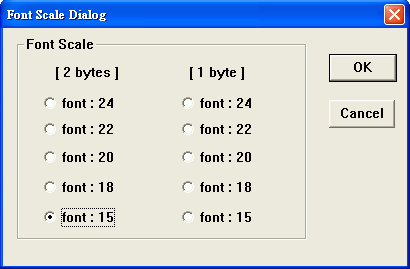 Font Scale Dialog
Font Scale
[ 2 bytes ] [ 1 byte ]
OK
font : 24 font : 24
Cancel
font : 22 font : 22
font : 20 font : 20
font : 18 font : 18
font : 15 font : 15